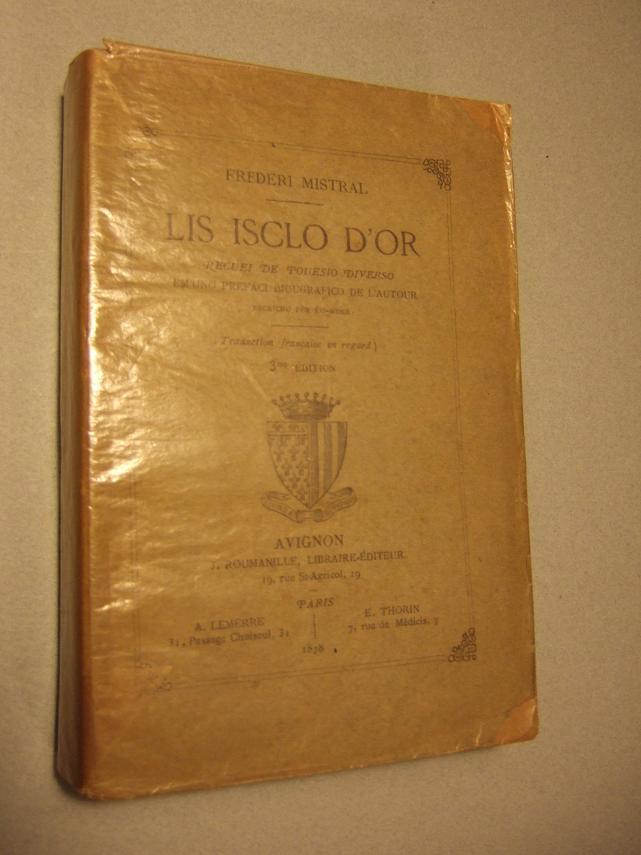 FREDERI MISTRAL
LIS ISCLO D'OR
RECUEI DE POUESIO DIVERSO
PREFÀCI BIOUGRAFICO DE L'AUTOUR
(Traduction française en regard)
3me ÉDITION
AVIGNON
J. ROUMANILLE, LIBRAIRE-ÉDITEUR.
19, rue St-Agricol, 19
PARIS
A. LEMERRE
31, Passage Choiseul, 31
E. THORIN
7, rue de Médicis, 7
1878